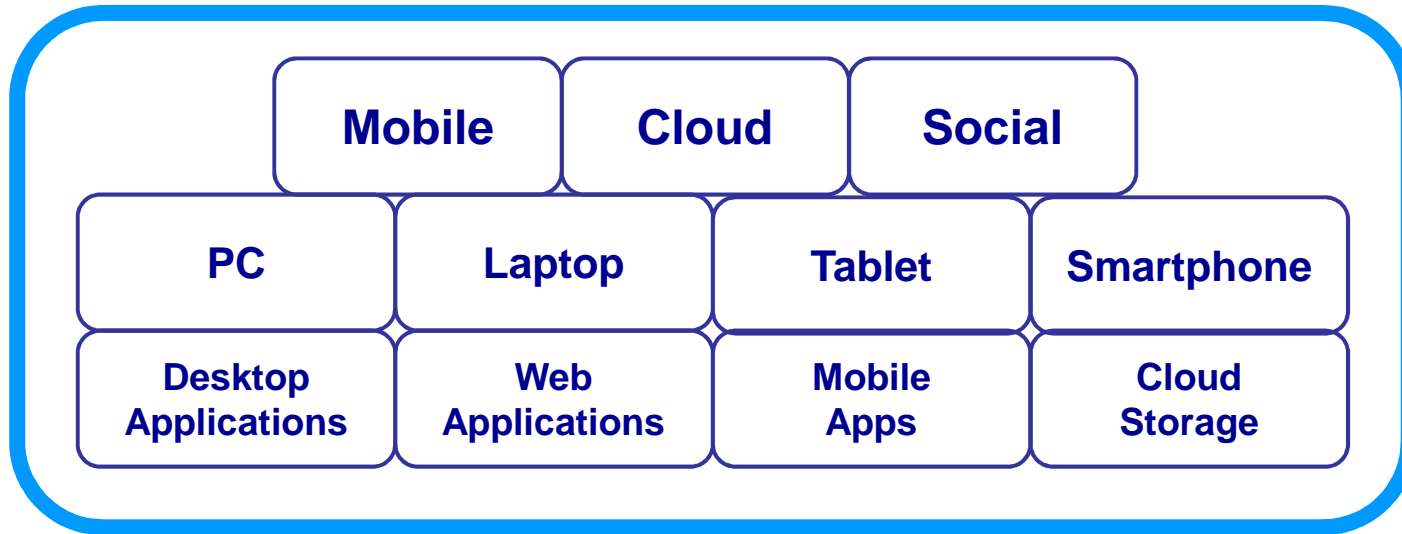 Mobile
Cloud
Social
PC
Laptop
Tablet
Smartphone
Desktop
Applications
Web
Applications
Mobile
Apps
Cloud
Storage